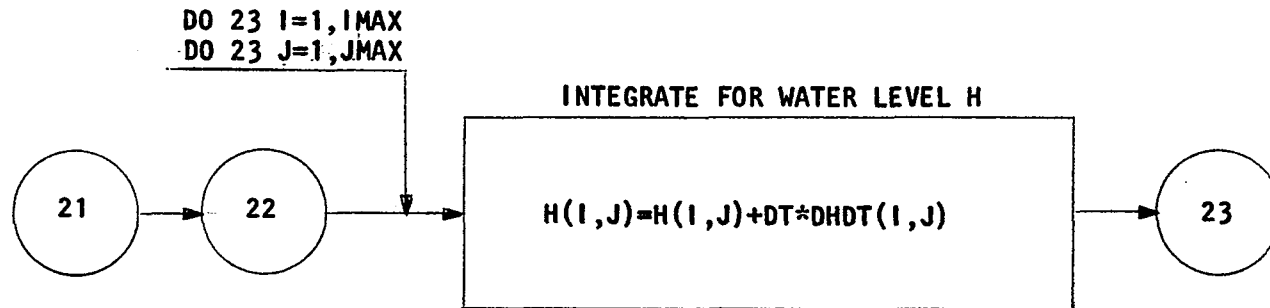 DO 23 I=1,IMAX
DO 23 J=1,JMAX
INTEGRATE FOR WATER LEVEL H
21
22
H(I,J)=H(I,J)+DT*DHDT(I,J)
23